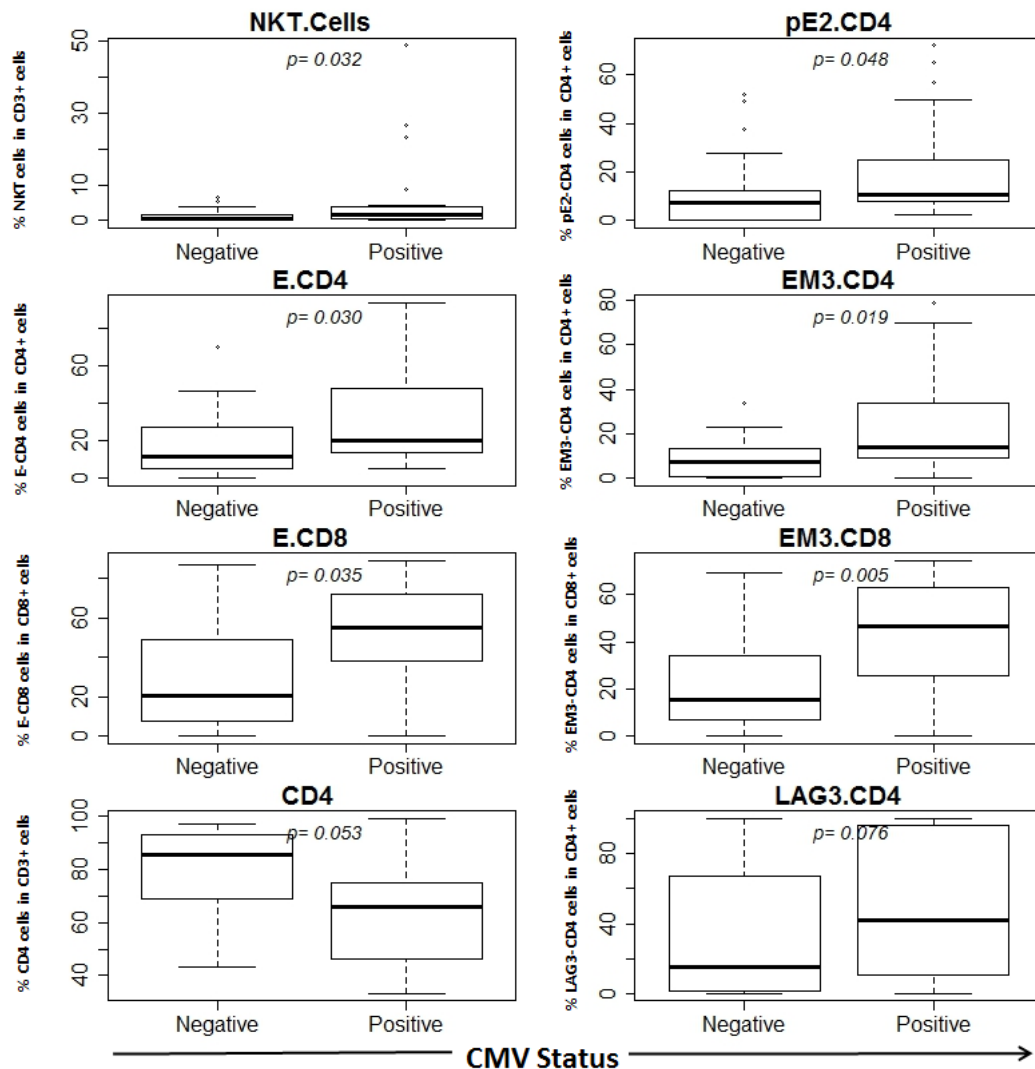 NKT.Cells
% NKT cells in CD3+ cells
50
30
10
0
p= 0.032
Negative Positive
pE2.CD4
% pE2-CD4 cells in CD4+ cells
60
40
20
0
p= 0.048
Negative Positive
E.CD4
% E-CD4 cells in CD4+ cells
60
20
0
p= 0.030
Negative Positive
EM3.CD4
% EM3-CD4 cells in CD4+ cells
80
60
40
20
0
p= 0.019
Negative Positive
E.CD8
% E-CD8 cells in CD8+ cells
60
20
0
p= 0.035
Negative Positive
EM3.CD8
% EM3-CD4 cells in CD8+ cells
60
40
20
0
p= 0.005
Negative Positive
CD4
% CD4 cells in CD3+ cells
100
80
60
40
p= 0.053
Negative Positive
LAG3.CD4
% LAG3-CD4 cells in CD4+ cells
80
40
0
p= 0.076
Negative Positive
CMV Status